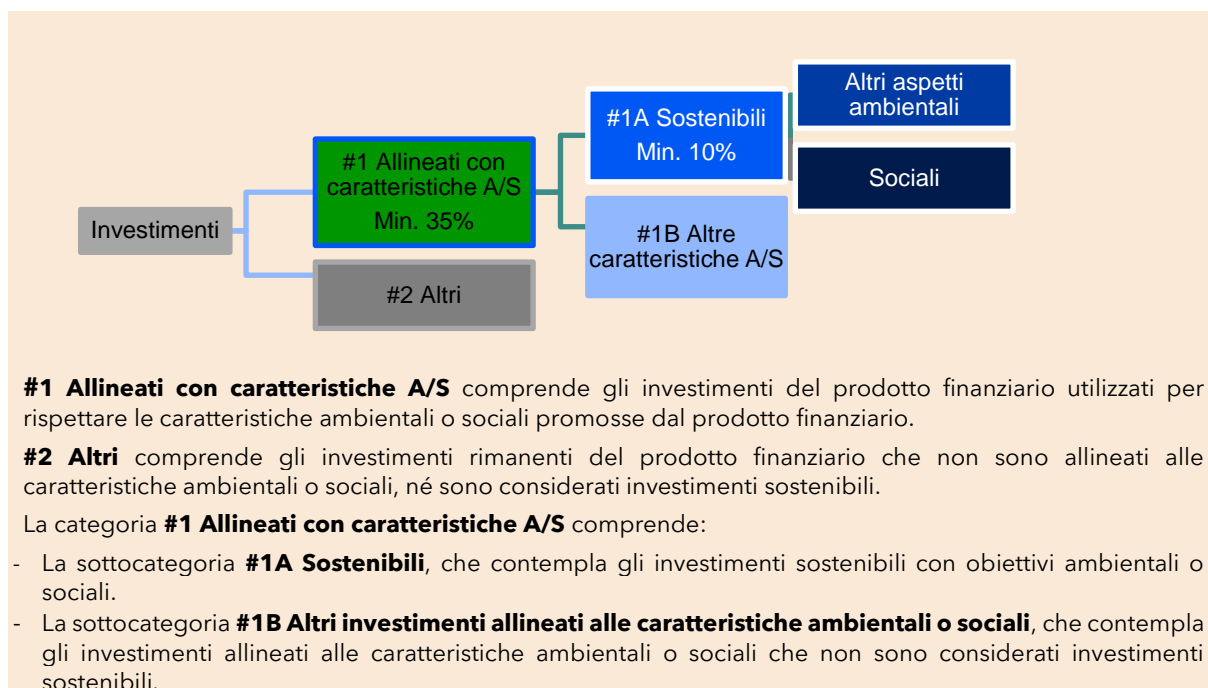 Altri aspetti
ambientali
#1A Sostenibili
Min. 10%
#1 Allineati con
caratteristiche A/S
Min. 35%
Sociali
Investimenti
#1B Altre
caratteristiche A/S
#2 Altri
#1 Allineati con caratteristiche A/S comprende gli investimenti del prodotto finanziario utilizzati per
rispettare le caratteristiche ambientali o sociali promosse dal prodotto finanziario.
#2 Altri comprende gli investimenti rimanenti del prodotto finanziario che non sono allineati alle
caratteristiche ambientali o sociali, né sono considerati investimenti sostenibili.
La categoria #1 Allineati con caratteristiche A/S comprende:
- La sottocategoria #1A Sostenibili, che contempla gli investimenti sostenibili con obiettivi ambientali o
sociali.
- La sottocategoria #1B Altri investimenti allineati alle caratteristiche ambientali o sociali, che contempla
gli investimenti allineati alle caratteristiche ambientali o sociali che non sono considerati investimenti
sostenibili.